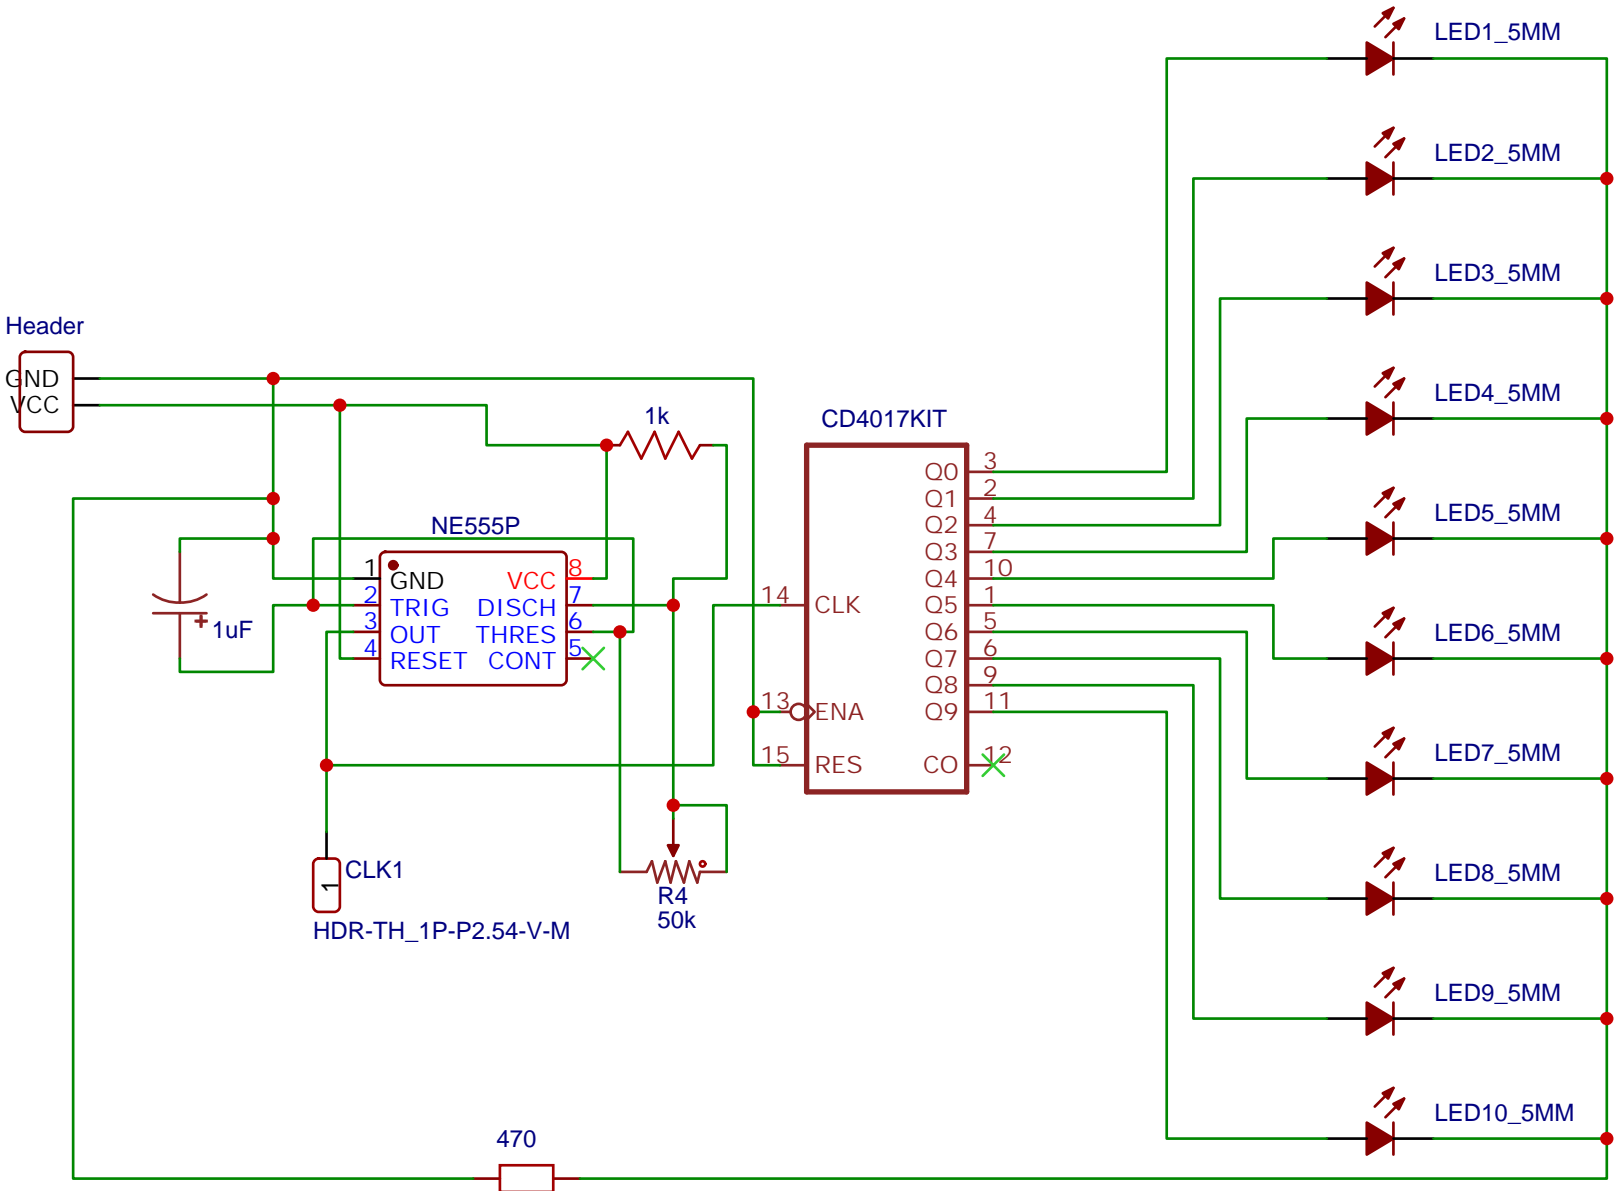 LED1_5MM
LED2_5MM
LED3_5MM
Header
GND
VCC
1k
CD4017KIT
LED4_5MM
Q0 3
Q1 2
Q2 4
Q3 7
Q4 10
Q5 1
Q6 5
Q7 6
Q8 9
Q9 11
CO 12
14 CLK
13 ENA
15 RES
LED5_5MM
NE555P
1 GND VCC 8
2 TRIG DISCH 7
3 OUT THRES 6
4 RESET CONT 5
+ 1uF
LED6_5MM
LED7_5MM
CLK1
1
HDR-TH_1P-P2.54-V-M
R4
50k
LED8_5MM
LED9_5MM
LED10_5MM
470